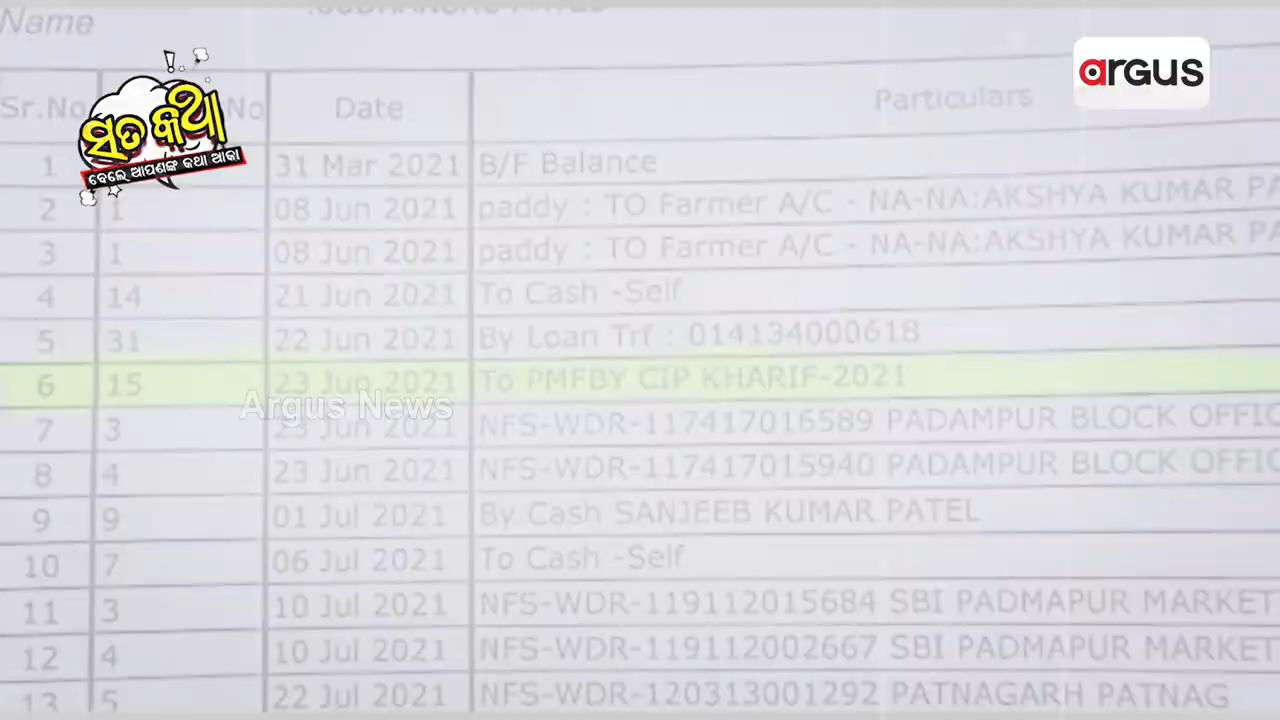 Name
argus
ସତ କଥା
ବେଲେ ଆପଣଙ୍କ କଥା ଆକା
Sr.No No Date Particulars
1 31 Mar 2021 B/F Balance
2 1 08 Jun 2021 paddy : TO Farmer A/C - NA-NA:AKSHYA KUMAR PA
3 1 08 Jun 2021 paddy : TO Farmer A/C - NA-NA:AKSHYA KUMAR PA
4 14 21 Jun 2021 To Cash -Self
5 31 22 Jun 2021 By Loan Trf : 014134000618
6 15 23 Jun 2021 To PMFBY CIP KHARIF-2021
Argus News
7 3 23 Jun 2021 NFS-WDR-117417016589 PADAMPUR BLOCK OFFIC
8 4 23 Jun 2021 NFS-WDR-117417015940 PADAMPUR BLOCK OFFIC
9 9 01 Jul 2021 By Cash SANJEEB KUMAR PATEL
10 7 06 Jul 2021 To Cash -Self
11 3 10 Jul 2021 NFS-WDR-119112015684 SBI PADMAPUR MARKET
12 4 10 Jul 2021 NFS-WDR-119112002667 SBI PADMAPUR MARKET
13 5 22 Jul 2021 NFS-WDR-120313001292 PATNAGARH PATNAG